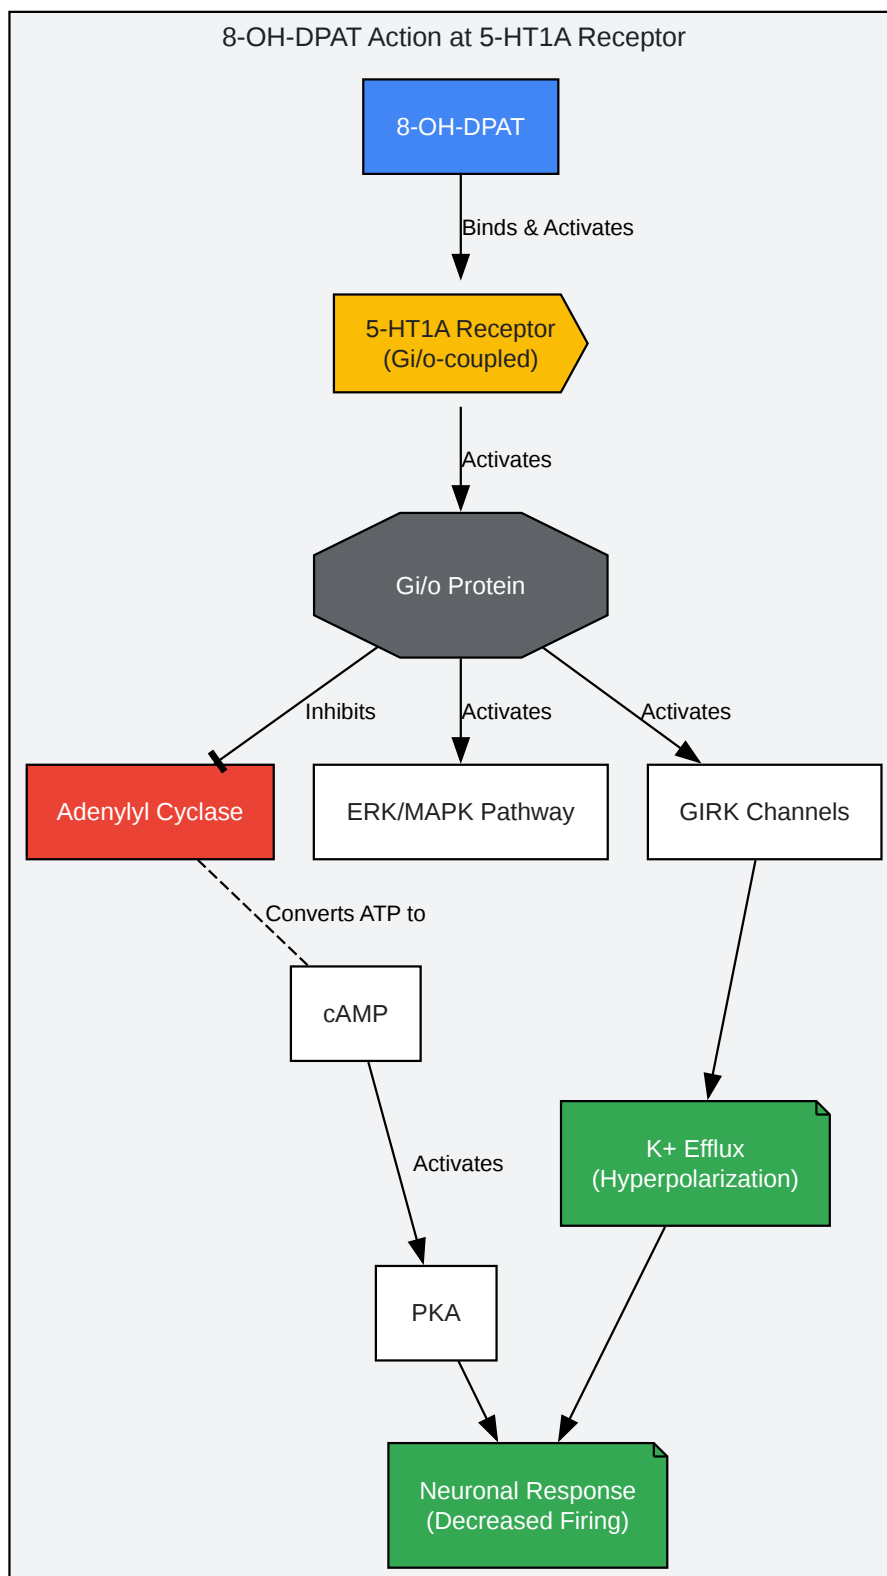 8-OH-DPAT Action at 5-HT1A Receptor
8-OH-DPAT
Binds & Activates
5-HT1A Receptor
(Gi/o-coupled)
Activates
Gi/o Protein
Inhibits
Activates
Activates
Adenylyl Cyclase
ERK/MAPK Pathway
GIRK Channels
Converts ATP to
cAMP
K+ Efflux
(Hyperpolarization)
Activates
PKA
Neuronal Response
(Decreased Firing)